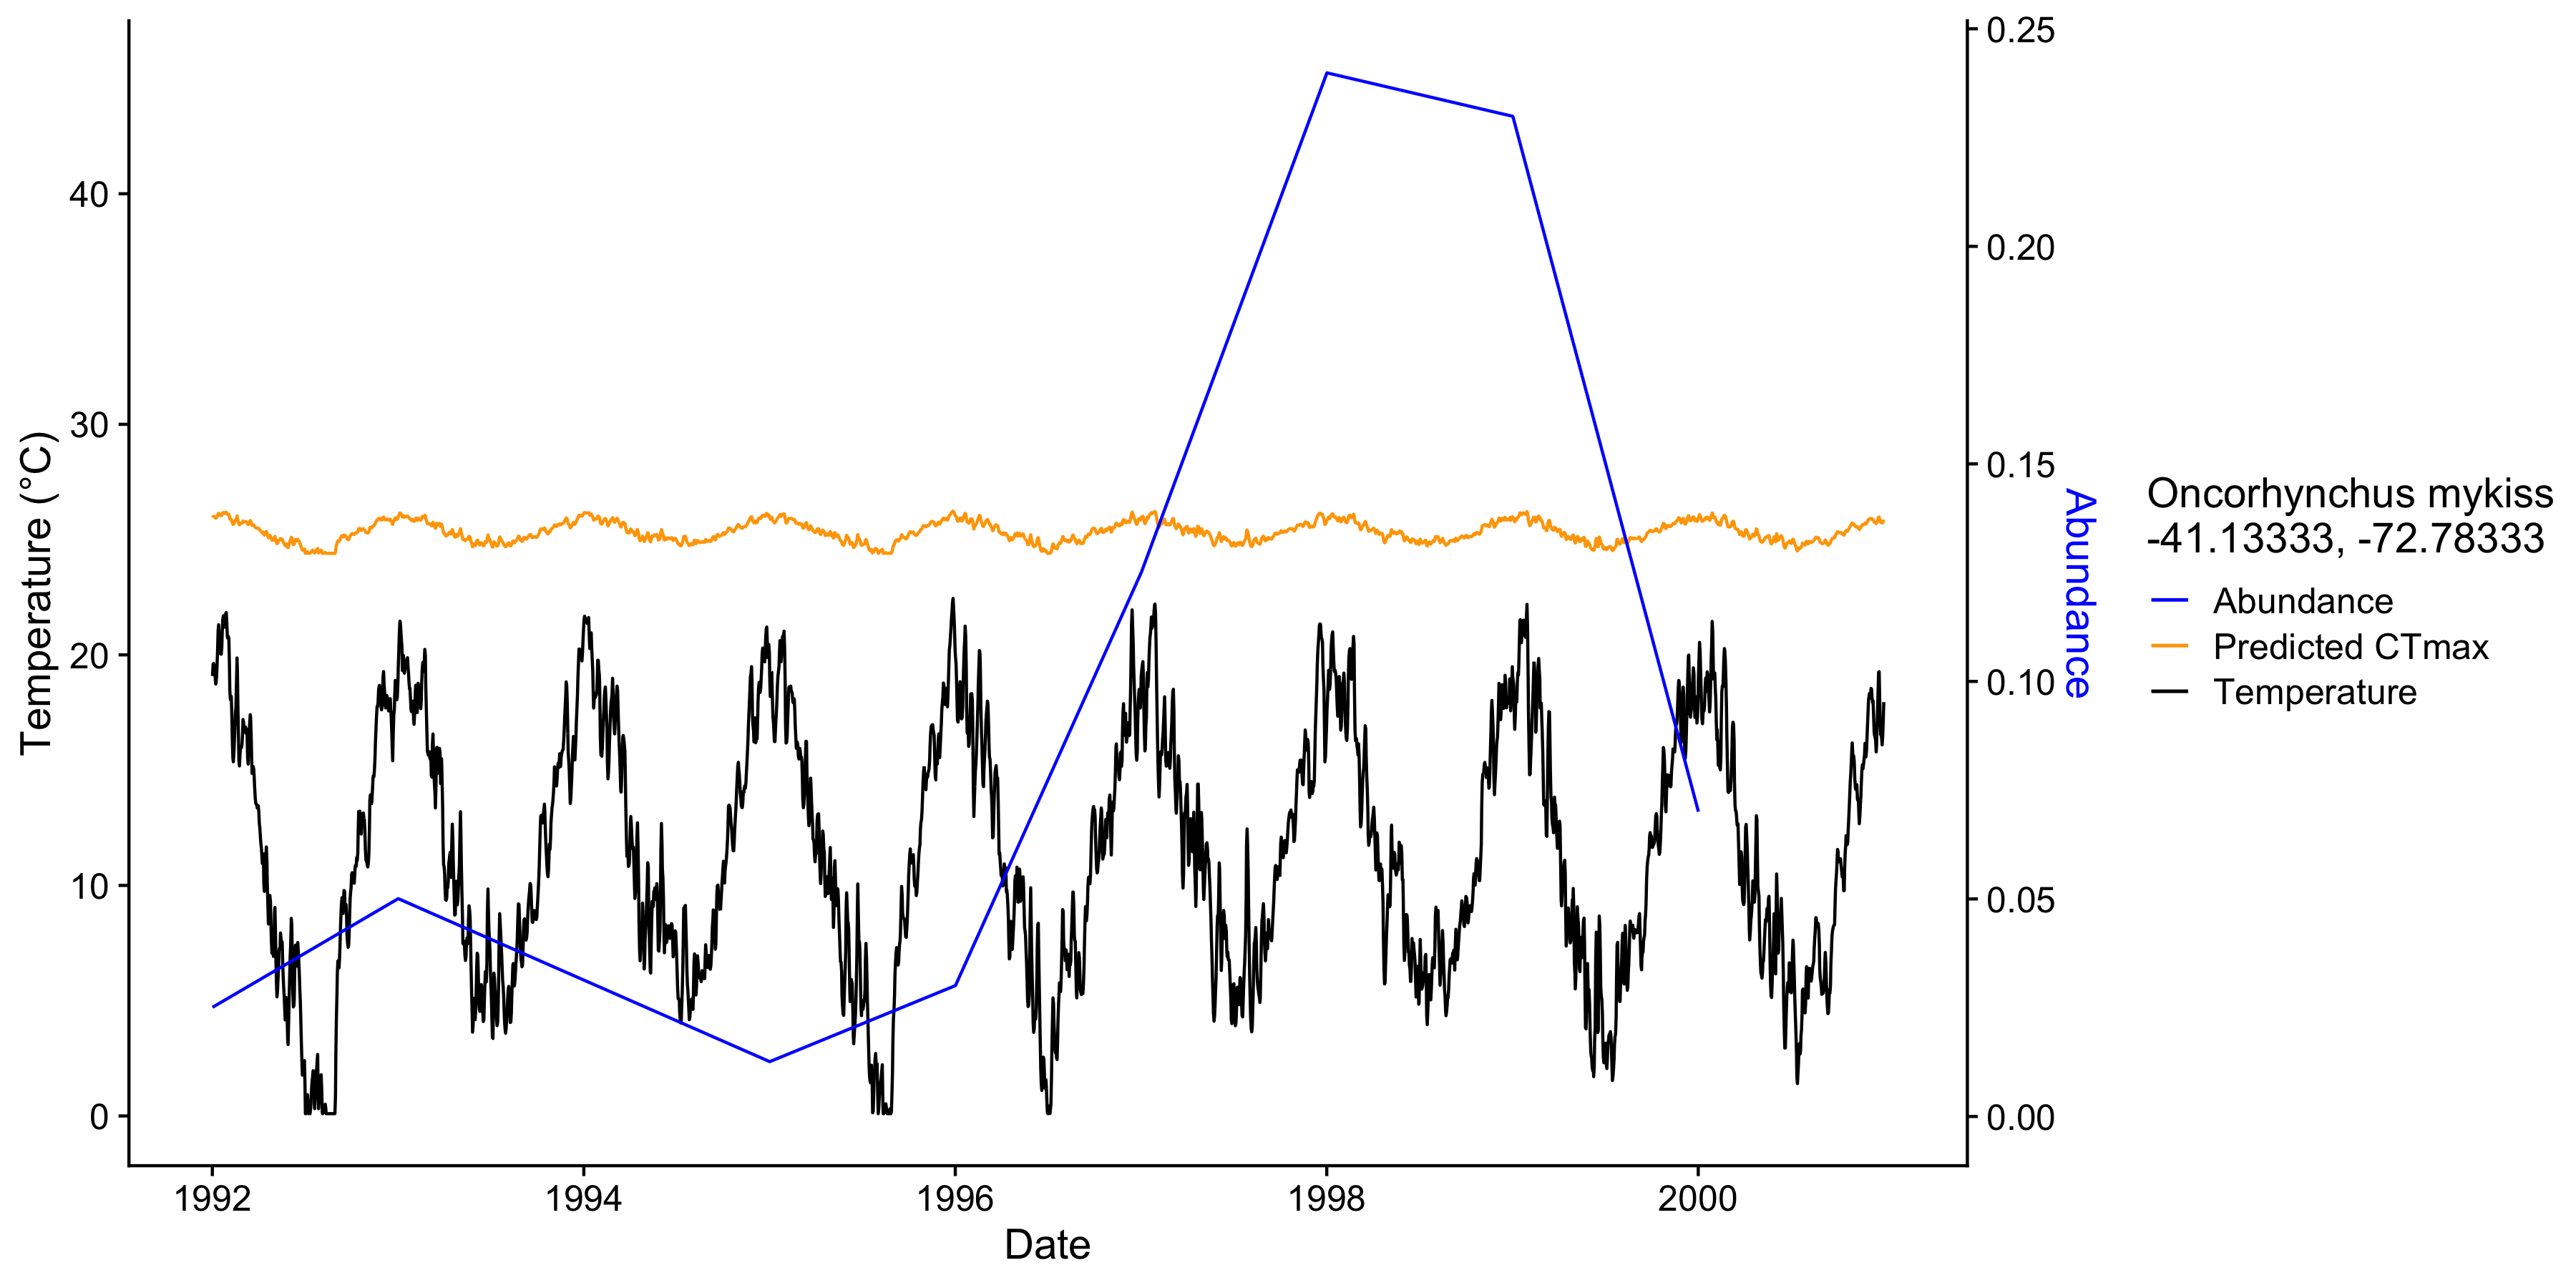 Temperature (°C)
40
30
20
10
0
1992
1994
1996
1998
2000
Date
0.25
0.20
0.15
0.10
0.05
0.00
Abundance
Oncorhynchus mykiss
-41.13333, -72.78333
Abundance
Predicted CTmax
Temperature